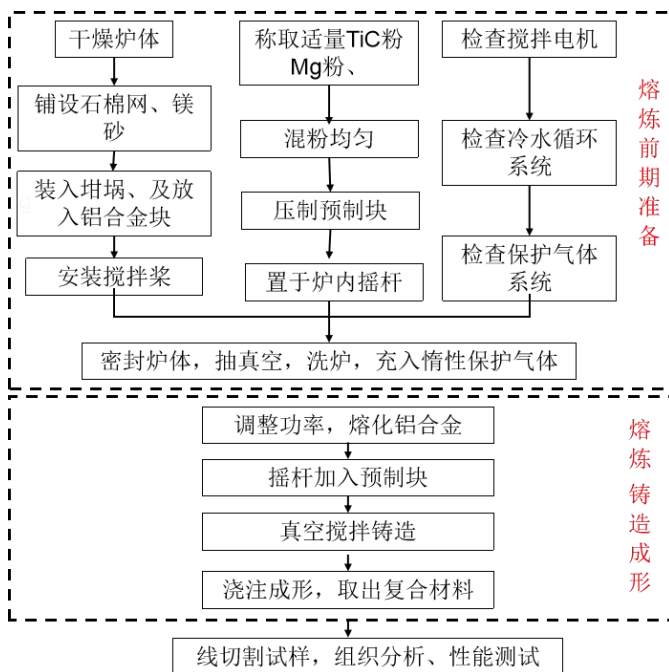 干燥炉体
铺设石棉网、镁
砂
装入坩埚、及放
入铝合金块
安装搅拌桨
称取适量TiC粉
Mg粉、
混粉均匀
压制预制块
置于炉内摇杆
检查搅拌电机
检查冷水循环
系统
检查保护气体
系统
密封炉体，抽真空，洗炉，充入惰性保护气体
熔炼前期准备
调整功率，熔化铝合金
摇杆加入预制块
真空搅拌铸造
浇注成形，取出复合材料
熔炼 铸造成形
线切割试样，组织分析、性能测试